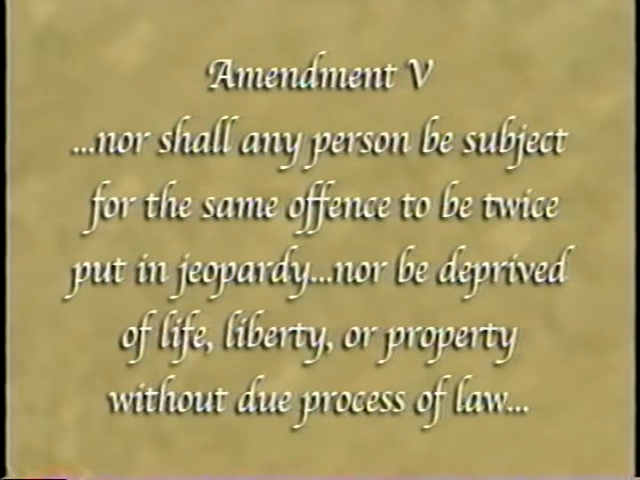 Amendment V
...nor shall any person be subject
for the same offence to be twice
put in jeopardy...nor be deprived
of life, liberty, or property
without due process of law...